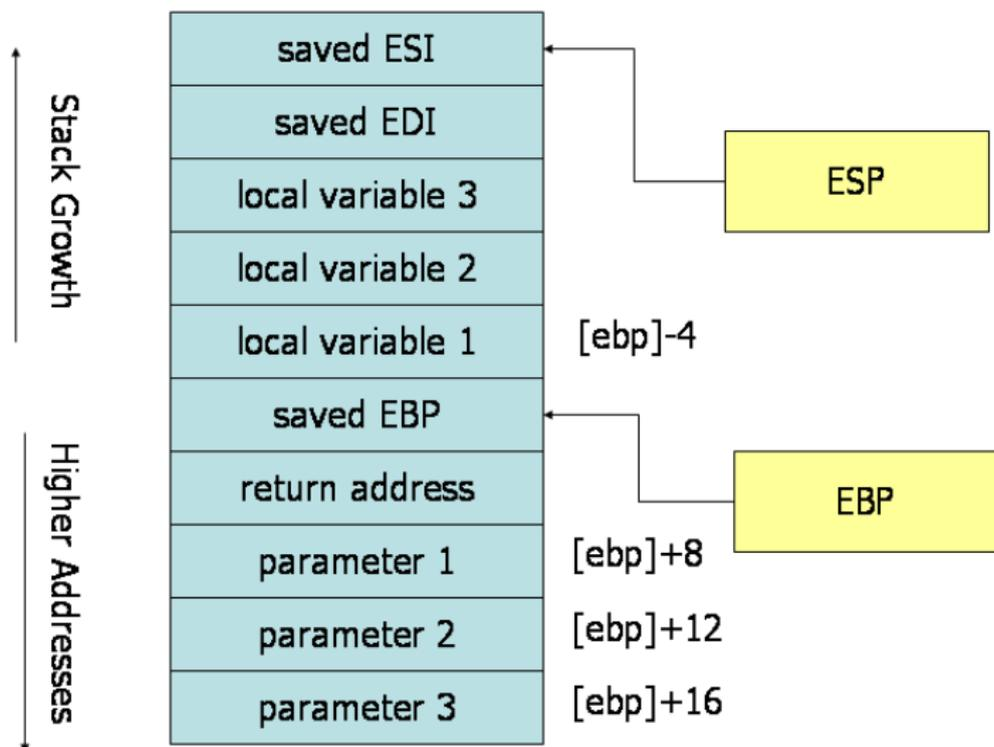 Stack Growth
Higher Addresses
saved ESI
saved EDI
local variable 3
local variable 2
local variable 1
saved EBP
return address
parameter 1
parameter 2
parameter 3
[ebp]-4
[ebp]+8
[ebp]+12
[ebp]+16
ESP
EBP